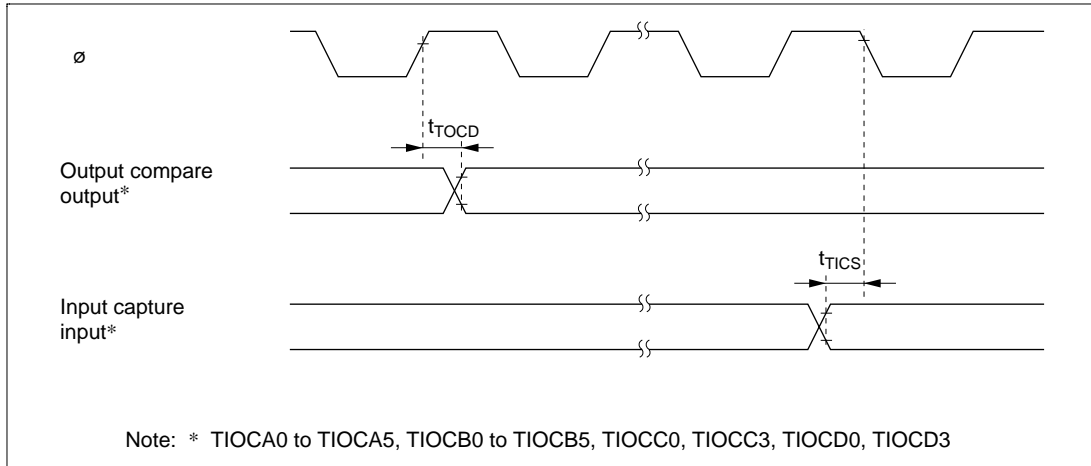 ø
tTOCD
Output compare
output*
tTICS
Input capture
input*
Note: * TIOCA0 to TIOCA5, TIOCB0 to TIOCB5, TIOCC0, TIOCC3, TIOCD0, TIOCD3